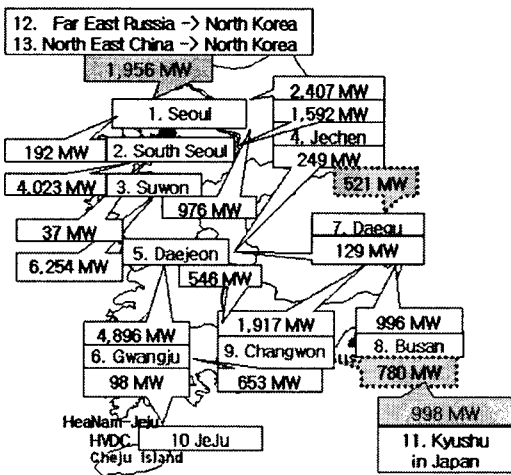 12. Far East Russia -> North Korea
13. North East China -> North Korea
1,956 MW
2,407 MW
1. Seoul
1,592 MW
4. Jechen
192 MW
2. South Seoul
249 MW
4,023 MW
3. Suwon
521 MW
976 MW
37 MW
7. Daegu
5. Daejeon
129 MW
6,254 MW
546 MW
4,896 MW
1,917 MW
996 MW
6. Gwangju
9. Changwon
8. Busan
98 MW
653 MW
780 MW
HeaNam-Jeju
998 MW
HVDC
10 JeJu
11. Kyushu
Cheju Island
in Japan